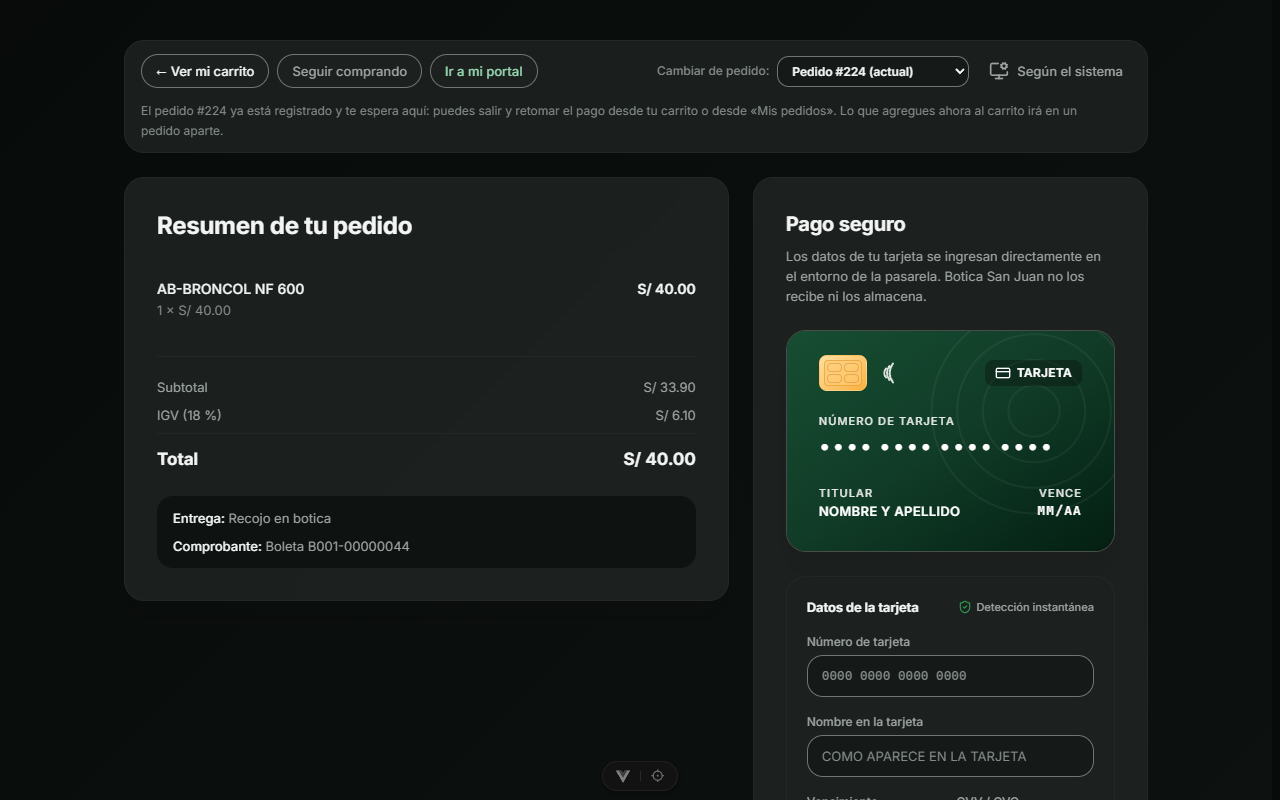 ← Ver mi carrito
Seguir comprando
Ir a mi portal
Cambiar de pedido:
Pedido #224 (actual)
Según el sistema
El pedido #224 ya está registrado y te espera aquí: puedes salir y retomar el pago desde tu carrito o desde «Mis pedidos». Lo que agregues ahora al carrito irá en un
pedido aparte.
Resumen de tu pedido
AB-BRONCOL NF 600
S/ 40.00
1 × S/ 40.00
Subtotal
S/ 33.90
IGV (18 %)
S/ 6.10
Total
S/ 40.00
Entrega: Recojo en botica
Comprobante: Boleta B001-00000044
Pago seguro
Los datos de tu tarjeta se ingresan directamente en
el entorno de la pasarela. Botica San Juan no los
recibe ni los almacena.
TARJETA
NÚMERO DE TARJETA
•••• •••• •••• ••••
TITULAR
VENCE
NOMBRE Y APELLIDO
MM/AA
Datos de la tarjeta
Detección instantánea
Número de tarjeta
0000 0000 0000 0000
Nombre en la tarjeta
COMO APARECE EN LA TARJETA
Vencimiento
CVV / CVC